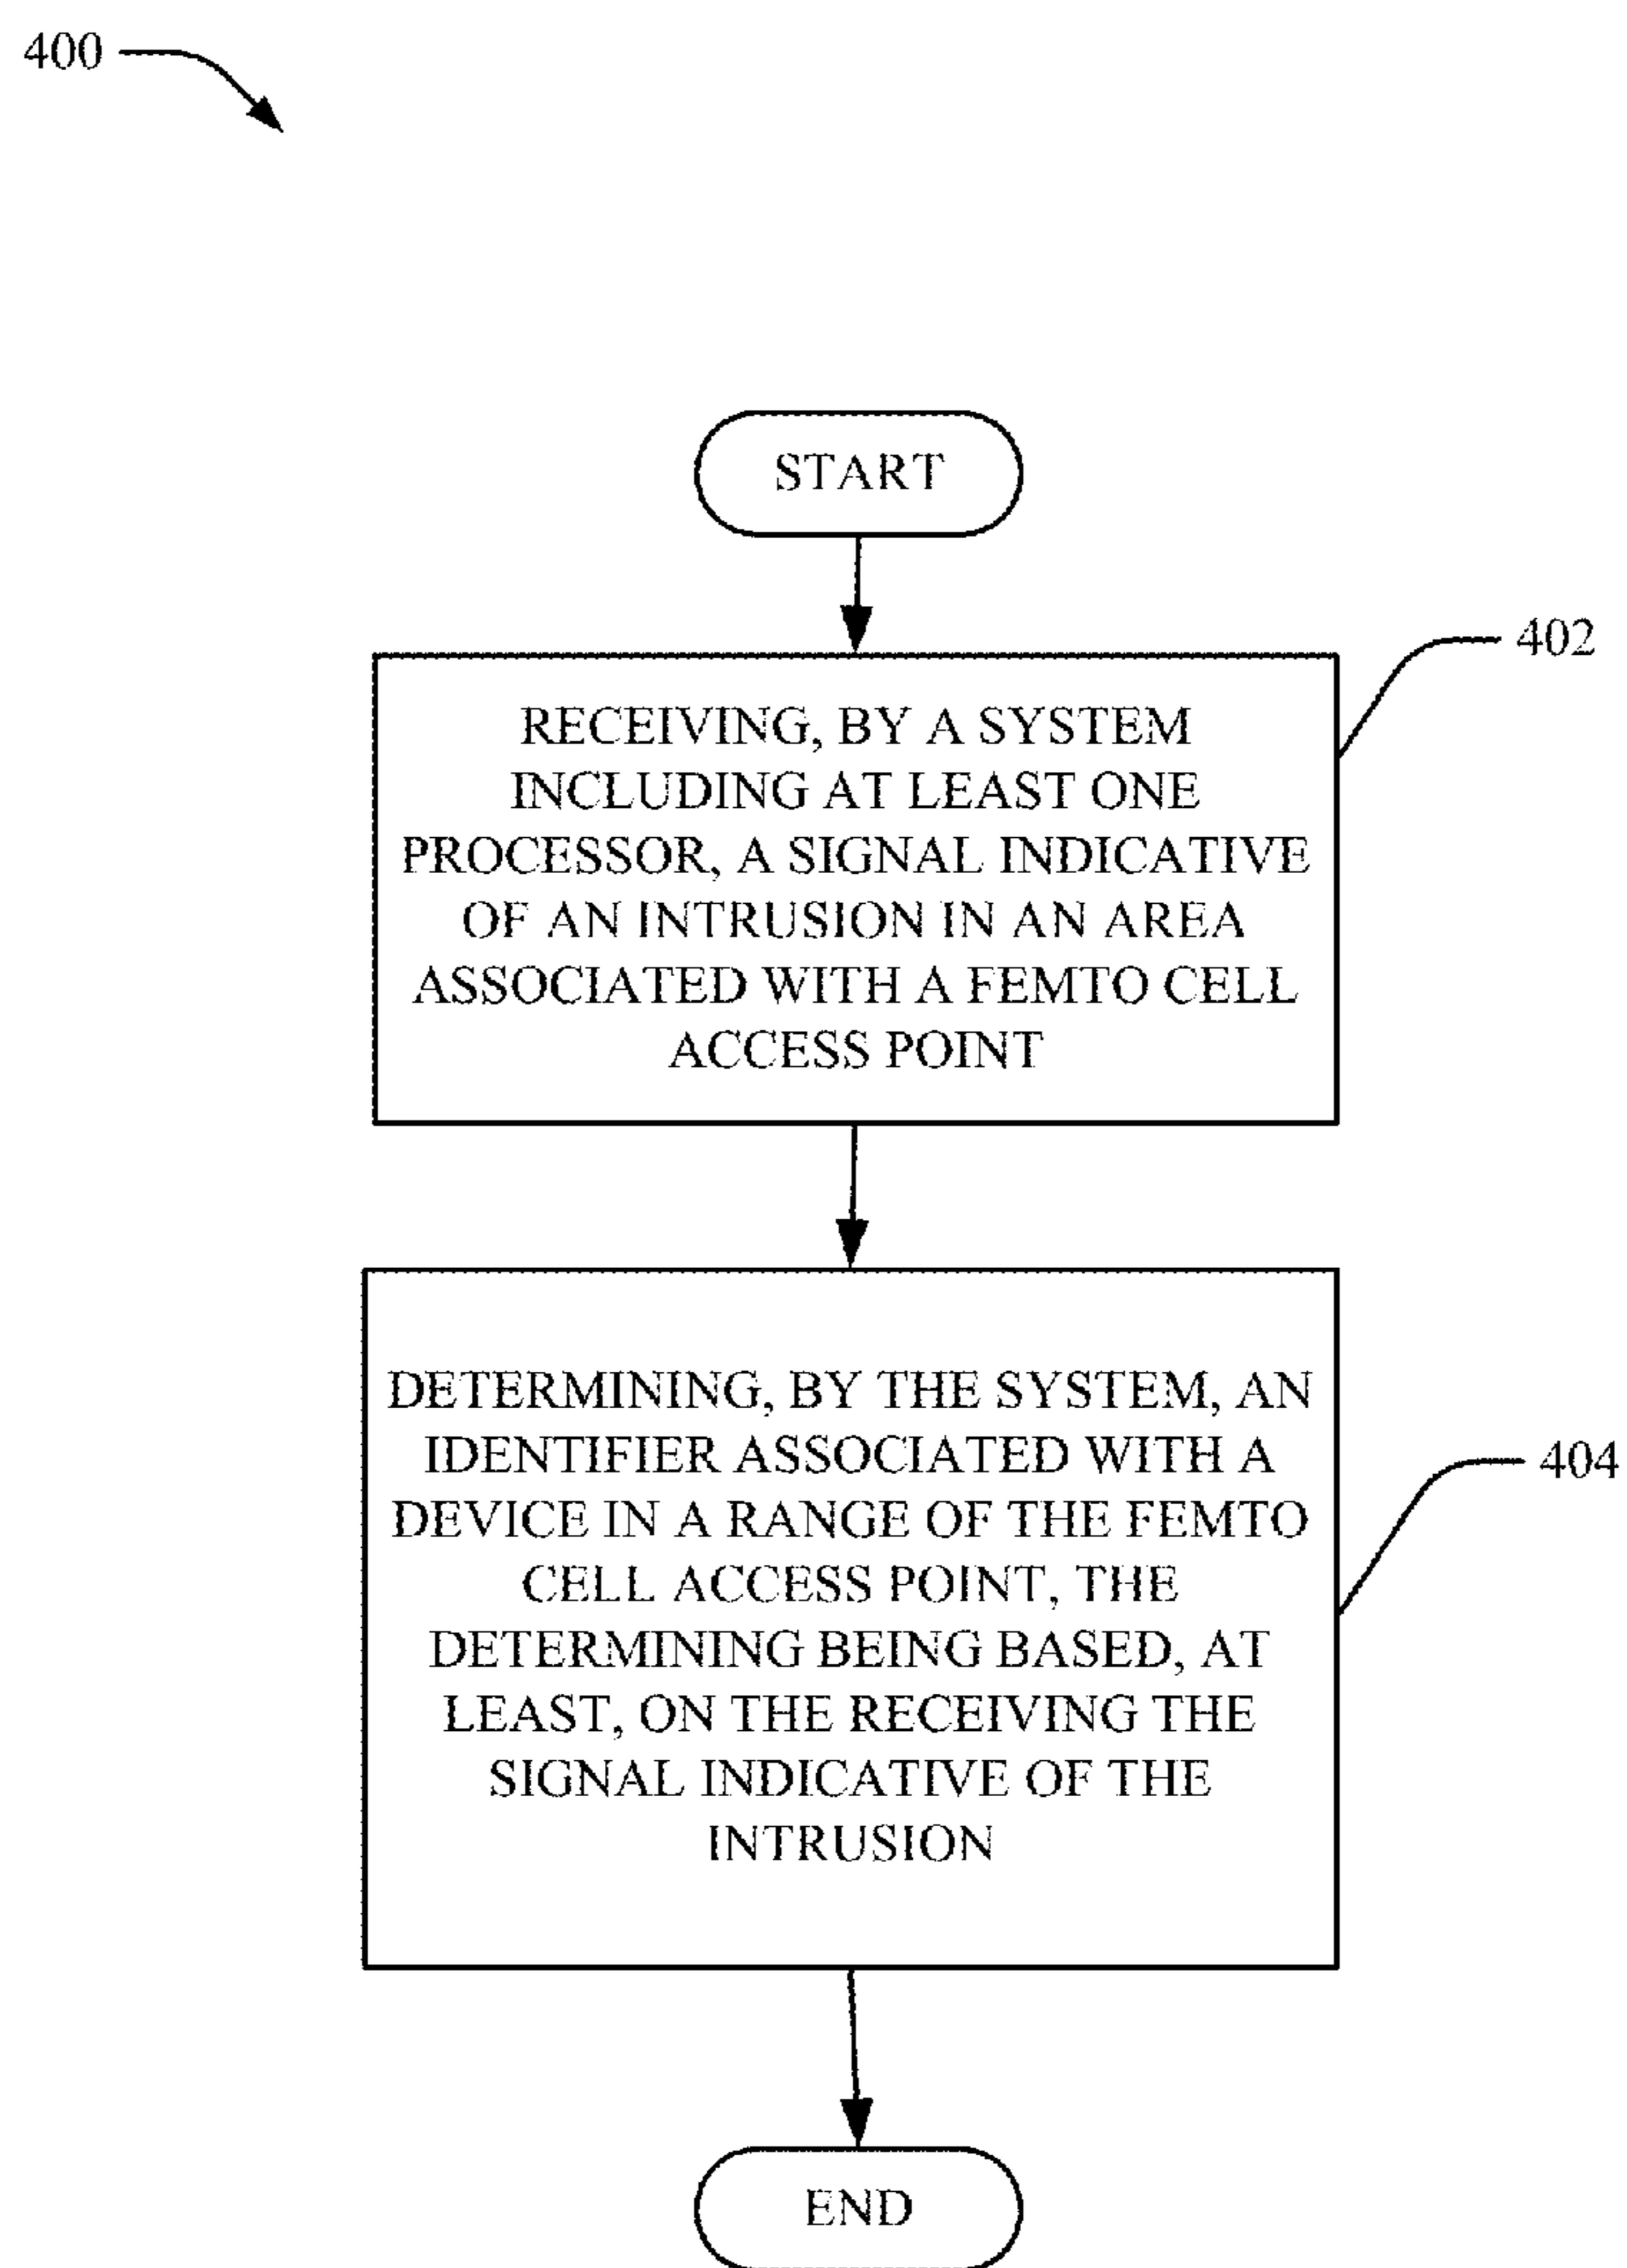 400
START
402
RECEIVING, BY A SYSTEM
INCLUDING AT LEAST ONE
PROCESSOR, A SIGNAL INDICATIVE
OF AN INTRUSION IN AN AREA
ASSOCIATED WITH A FEMTO CELL
ACCESS POINT
DETERMINING, BY THE SYSTEM, AN
IDENTIFIER ASSOCIATED WITH A
404
DEVICE IN A RANGE OF THE FEMTO
CELL ACCESS POINT, THE
DETERMINING BEING BASED, AT
LEAST, ON THE RECEIVING THE
SIGNAL INDICATIVE OF THE
INTRUSION
END